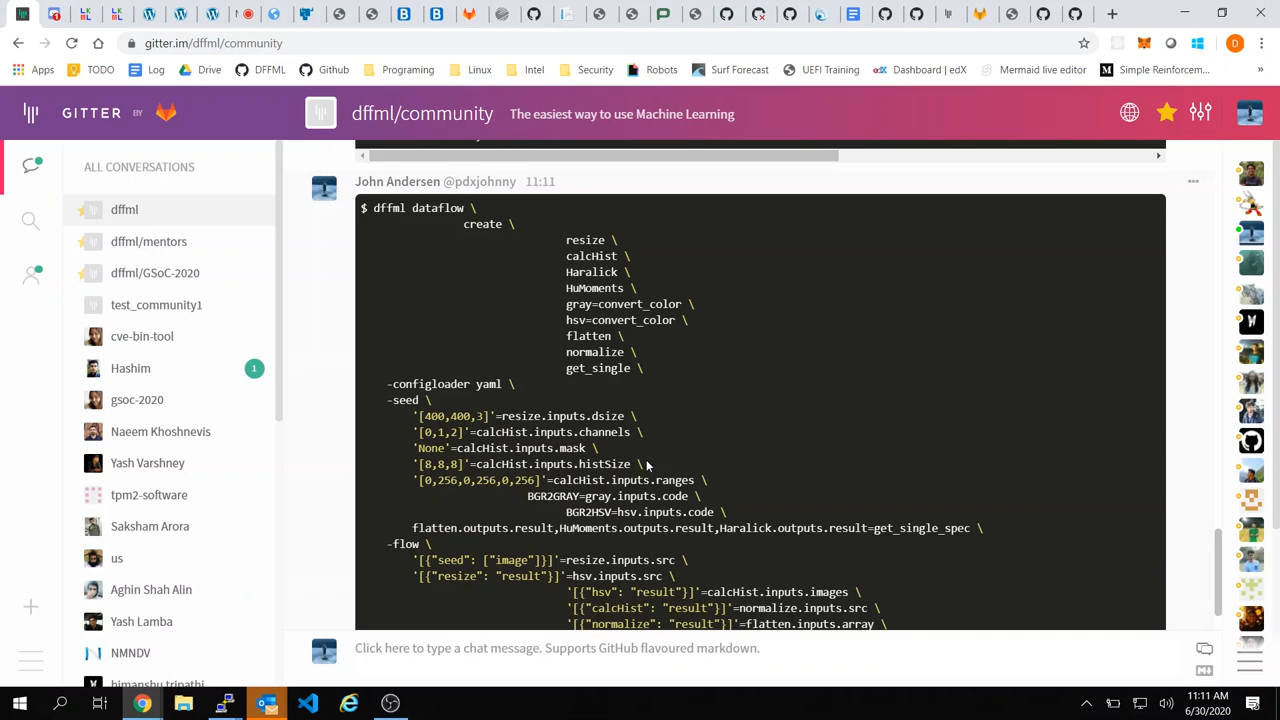 gitter.im/dffml/community
Apps
TODO
Log
Drive
DFFML
Github
Programing
Linux
Intel
Security
Robots
Surf Forecast
UEFI Training
Dashboard | edX
Mermaid live editor
Simple Reinforcem...
»
GITTER BY
dffml/community
The easiest way to use Machine Learning
ALL CONVERSATIONS
dffml
dffml/mentors
dffml/GSoC-2020
test_community1
cve-bin-tool
Hashim
1
gsoc-2020
Naeem Khoshnevis
Yash Varshney
tpm2-software
Saksham Arora
us
Aghin Shah Alin
Yash Lamba
NMNDV
himanshu tripathi
John Andersen @pdxjohnny 11:11
$ dffml dataflow \
create \
resize \
calcHist \
Haralick \
HuMoments \
gray=convert_color \
hsv=convert_color \
flatten \
normalize \
get_single \
-configloader yaml \
-seed \
'[400,400,3]'=resize.inputs.dsize \
'[0,1,2]'=calcHist.inputs.channels \
'None'=calcHist.inputs.mask \
'[8,8,8]'=calcHist.inputs.histSize \
'[0,256,0,256,0,256]'=calcHist.inputs.ranges \
BGR2GRAY=gray.inputs.code \
BGR2HSV=hsv.inputs.code \
flatten.outputs.result,HuMoments.outputs.result,Haralick.outputs.result=get_single_spec \
-flow \
'[{"seed": ["image"]}]'=resize.inputs.src \
'[{"resize": "result"}]'=hsv.inputs.src \
'[{"hsv": "result"}]'=calcHist.inputs.images \
'[{"calcHist": "result"}]'=normalize.inputs.src \
'[{"normalize": "result"}]'=flatten.inputs.array \
Click here to type a chat message. Supports GitHub flavoured markdown.
11:11 AM
6/30/2020